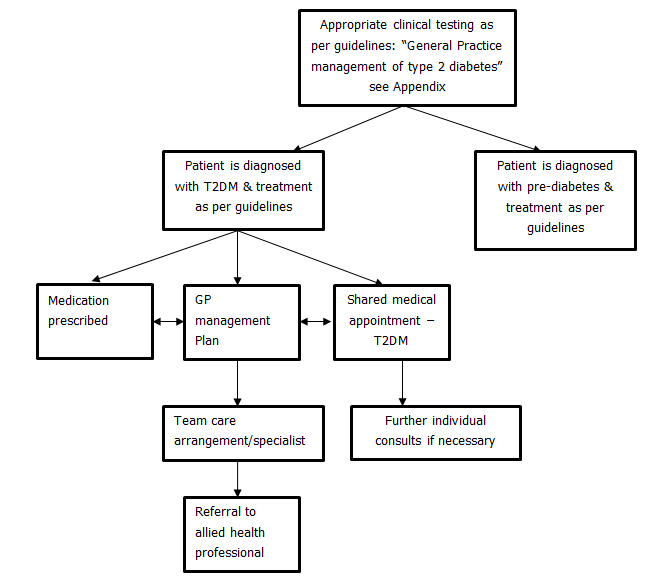 Appropriate clinical testing as
per guidelines: “General Practice
management of type 2 diabetes”
see Appendix
Patient is diagnosed
with T2DM & treatment
as per guidelines
Patient is diagnosed
with pre-diabetes &
treatment as per
guidelines
Medication
prescribed
GP
management
Plan
Shared medical
appointment –
T2DM
Team care
arrangement/specialist
Further individual
consults if necessary
Referral to
allied health
professional